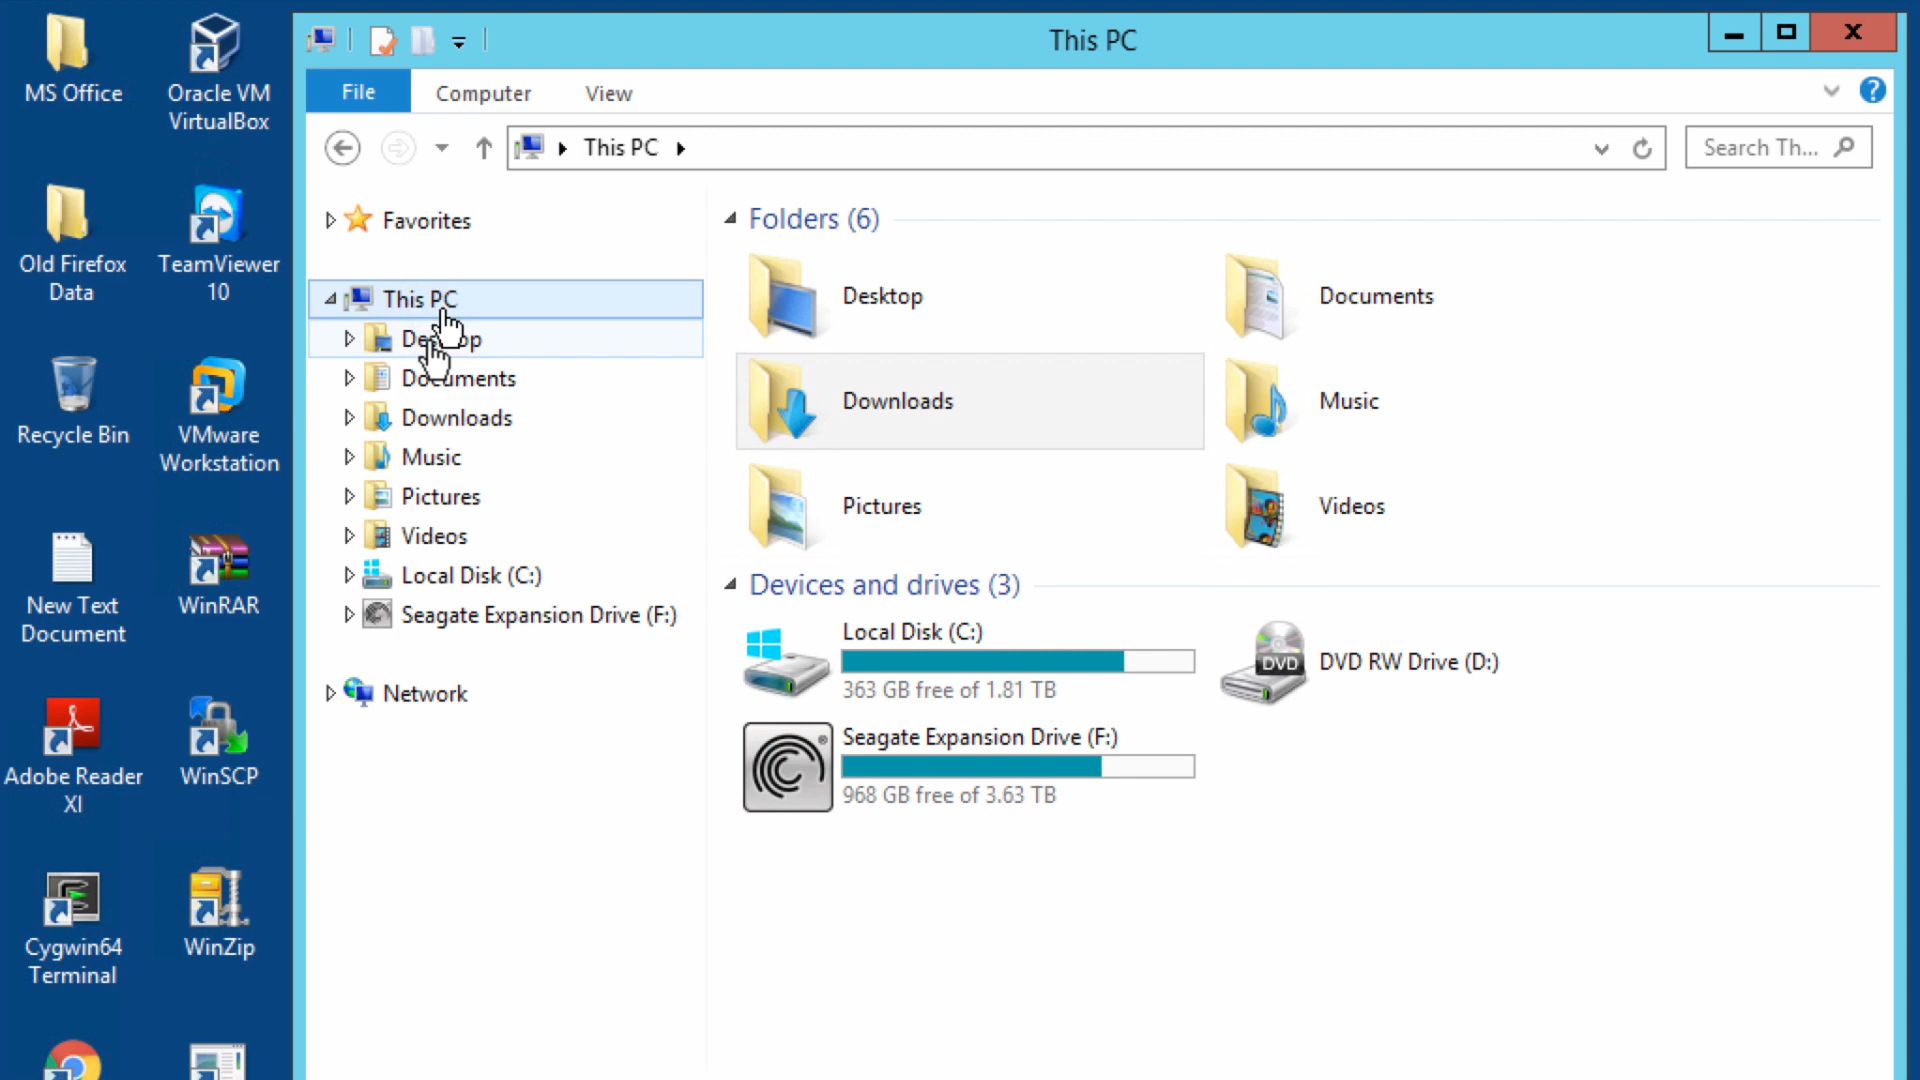 MS Office
Oracle VM
VirtualBox
Old Firefox
Data
TeamViewer
10
Recycle Bin
VMware
Workstation
New Text
Document
WinRAR
Adobe Reader
XI
WinSCP
Cygwin64
Terminal
WinZip
This PC
File
Computer
View
?
This PC
Search Th...
Favorites
This PC
Desktop
Documents
Downloads
Music
Pictures
Videos
Local Disk (C:)
Seagate Expansion Drive (F:)
Network
Folders (6)
Desktop
Documents
Downloads
Music
Pictures
Videos
Devices and drives (3)
Local Disk (C:)
363 GB free of 1.81 TB
DVD
DVD RW Drive (D:)
Seagate Expansion Drive (F:)
968 GB free of 3.63 TB